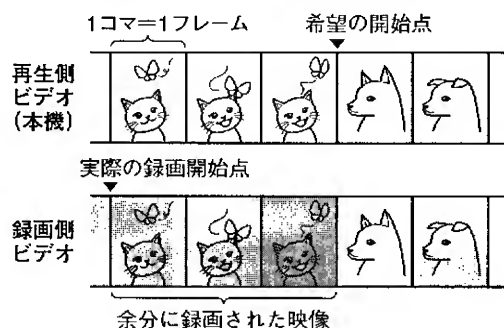 1コマ＝1フレーム
希望の開始点
再生側
ビデオ
(本機)
実際の録画開始点
録画側
ビデオ
余分に録画された映像